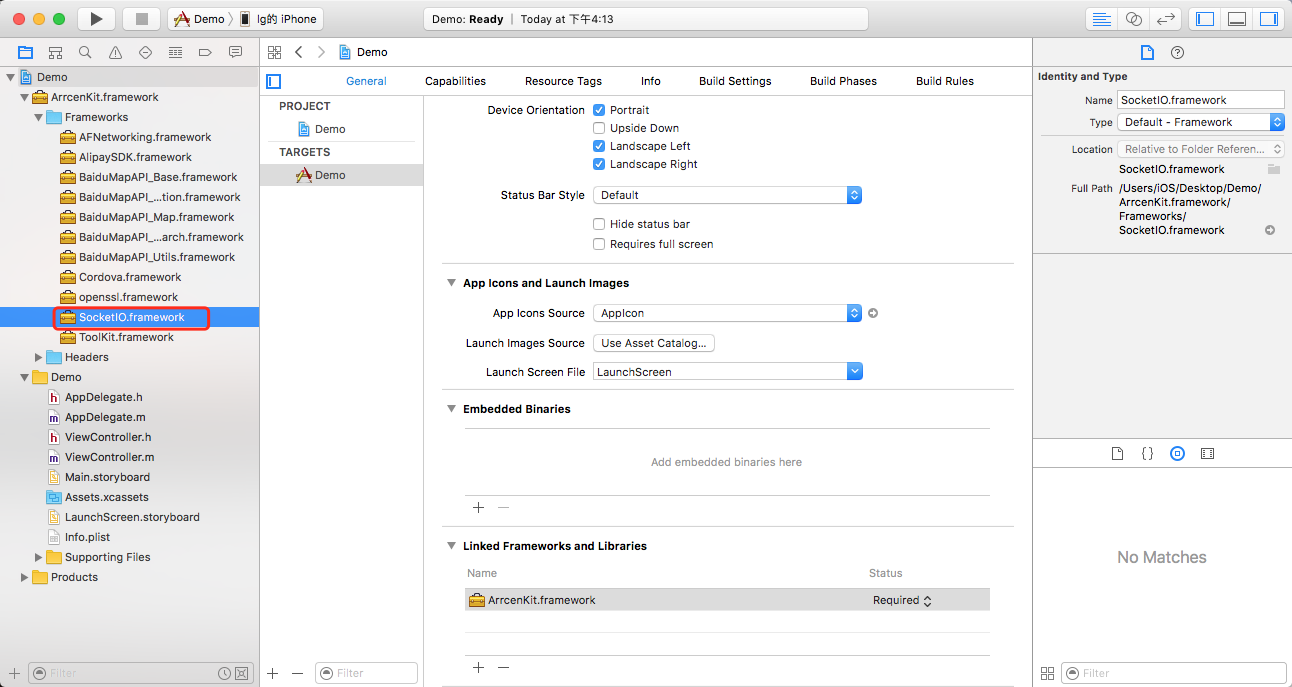 Demo
lg的 iPhone
Demo: Ready | Today at 下午4:13
Demo
Demo
ArrcenKit.framework
Frameworks
AFNetworking.framework
AlipaySDK.framework
BaiduMapAPI_Base.framework
BaiduMapAPI_...tion.framework
BaiduMapAPI_Map.framework
BaiduMapAPI_...arch.framework
BaiduMapAPI_Utils.framework
Cordova.framework
openssl.framework
SocketIO.framework
ToolKit.framework
Headers
Demo
AppDelegate.h
AppDelegate.m
ViewController.h
ViewController.m
Main.storyboard
Assets.xcassets
LaunchScreen.storyboard
Info.plist
Supporting Files
Products
Filter
General
Capabilities
Resource Tags
Info
Build Settings
Build Phases
Build Rules
PROJECT
Demo
TARGETS
Demo
Filter
Device Orientation
Portrait
Upside Down
Landscape Left
Landscape Right
Status Bar Style
Default
Hide status bar
Requires full screen
App Icons and Launch Images
App Icons Source
AppIcon
Launch Images Source
Use Asset Catalog...
Launch Screen File
LaunchScreen
Embedded Binaries
Add embedded binaries here
Linked Frameworks and Libraries
Name
Status
ArrcenKit.framework
Required
Identity and Type
Name
SocketIO.framework
Type
Default - Framework
Location
Relative to Folder Referen...
SocketIO.framework
Full Path
/Users/iOS/Desktop/Demo/
ArrcenKit.framework/
Frameworks/
SocketIO.framework
No Matches
Filter